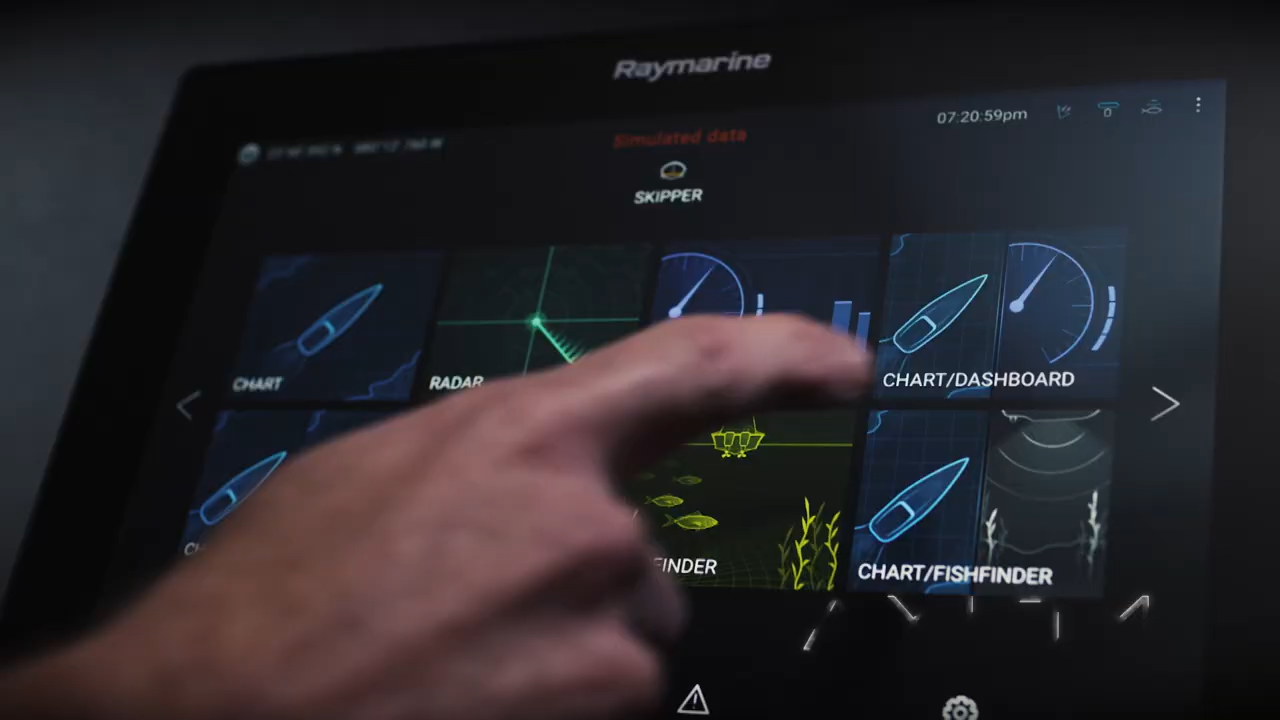 Raymarine
07:20:59pm
Simulated data
SKIPPER
CHART
RADAR
CHART/DASHBOARD
FINDER
CHART/FISHFINDER